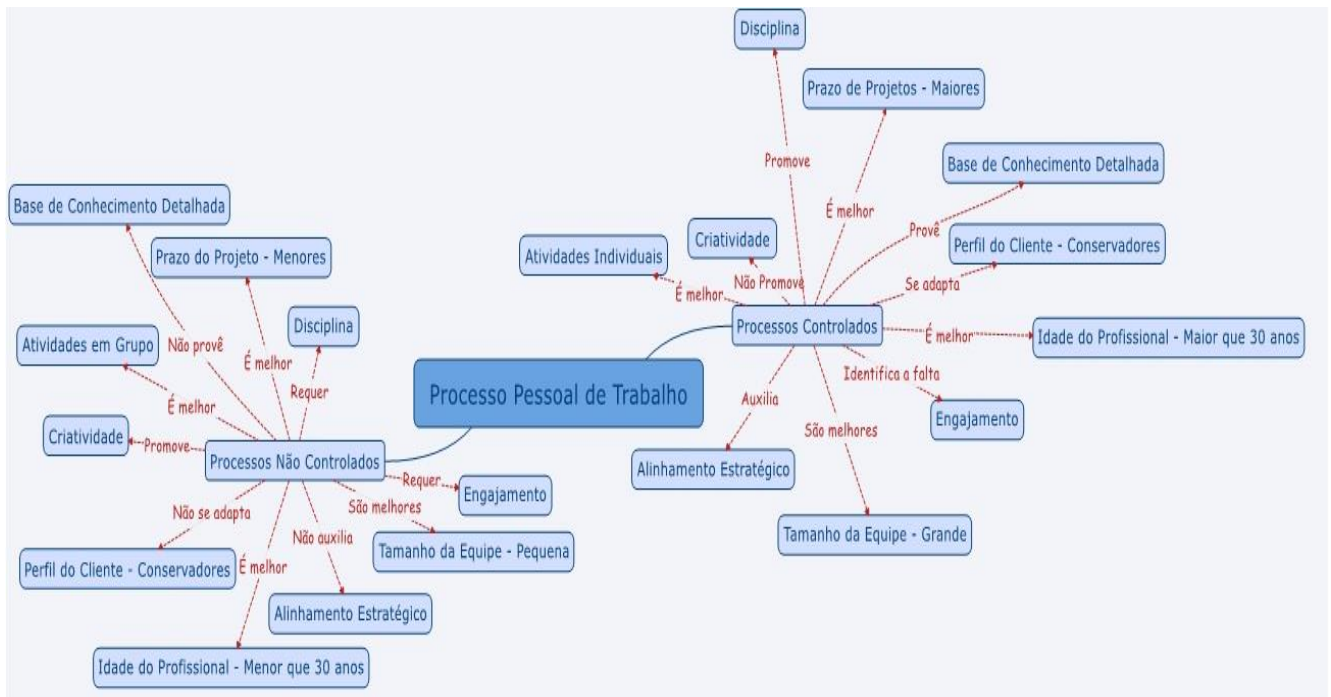 Disciplina
Prazo de Projetos - Maiores
Promove
Base de Conhecimento Detalhada
É melhor
Provê
Criatividade
Perfil do Cliente - Conservadores
Atividades Individuais
Não Promove
Se adapta
É melhor
Processos Controlados
É melhor
Idade do Profissional - Maior que 30 anos
Identifica a falta
Auxilia
Engajamento
São melhores
Alinhamento Estratégico
Tamanho da Equipe - Grande
Processo Pessoal de Trabalho
Base de Conhecimento Detalhada
Prazo do Projeto - Menores
Disciplina
Não provê
Atividades em Grupo
É melhor
Requer
É melhor
Criatividade
Promove
Processos Não Controlados
Requer
Engajamento
São melhores
Não se adapta
Não auxilia
Tamanho da Equipe - Pequena
Perfil do Cliente - Conservadores
É melhor
Alinhamento Estratégico
Idade do Profissional - Menor que 30 anos